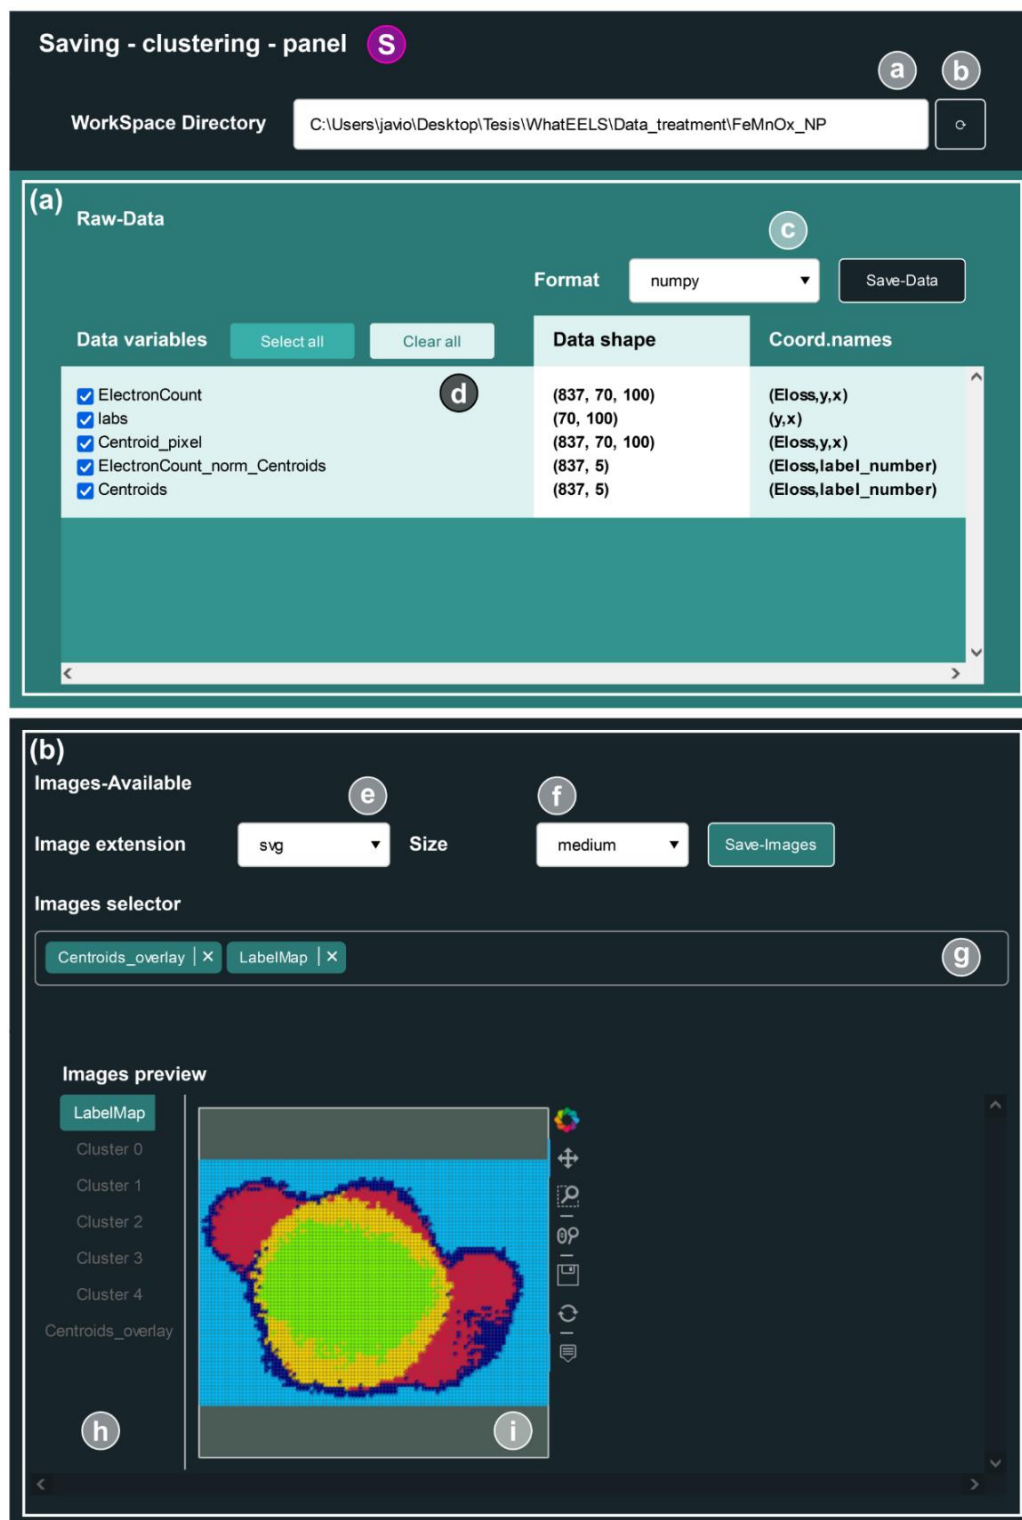 Saving - clustering - panel S
a b
WorkSpace Directory C:\Users\javio\Desktop\Tesis\WhatEELS\Data_treatment\FeMnOx_NP
(a)
Raw-Data
c
Format numpy Save-Data
Data variables Select all Clear all Data shape Coord.names
d
ElectronCount (837, 70, 100) (Eloss,y,x)
labs (70, 100) (y,x)
Centroid_pixel (837, 70, 100) (Eloss,y,x)
ElectronCount_norm_Centroids (837, 5) (Eloss,label_number)
Centroids (837, 5) (Eloss,label_number)
(b)
Images-Available
e f
Image extension svg Size medium Save-Images
Images selector
Centroids_overlay | × LabelMap | × g
Images preview
LabelMap
Cluster 0
Cluster 1
Cluster 2
Cluster 3
Cluster 4
Centroids_overlay
h i